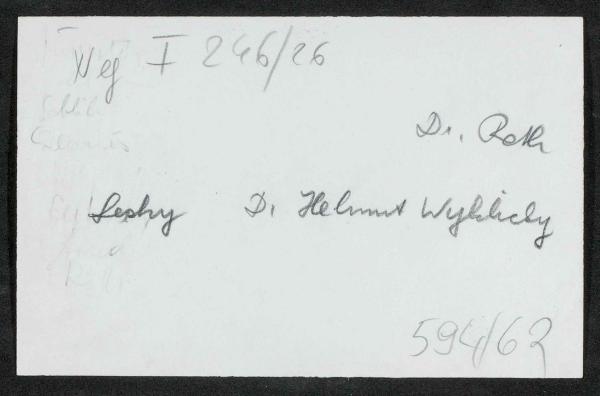 Neg I 246/26
Dr. Roth
Lesky Dr. Helmut Wyklicky
594/62